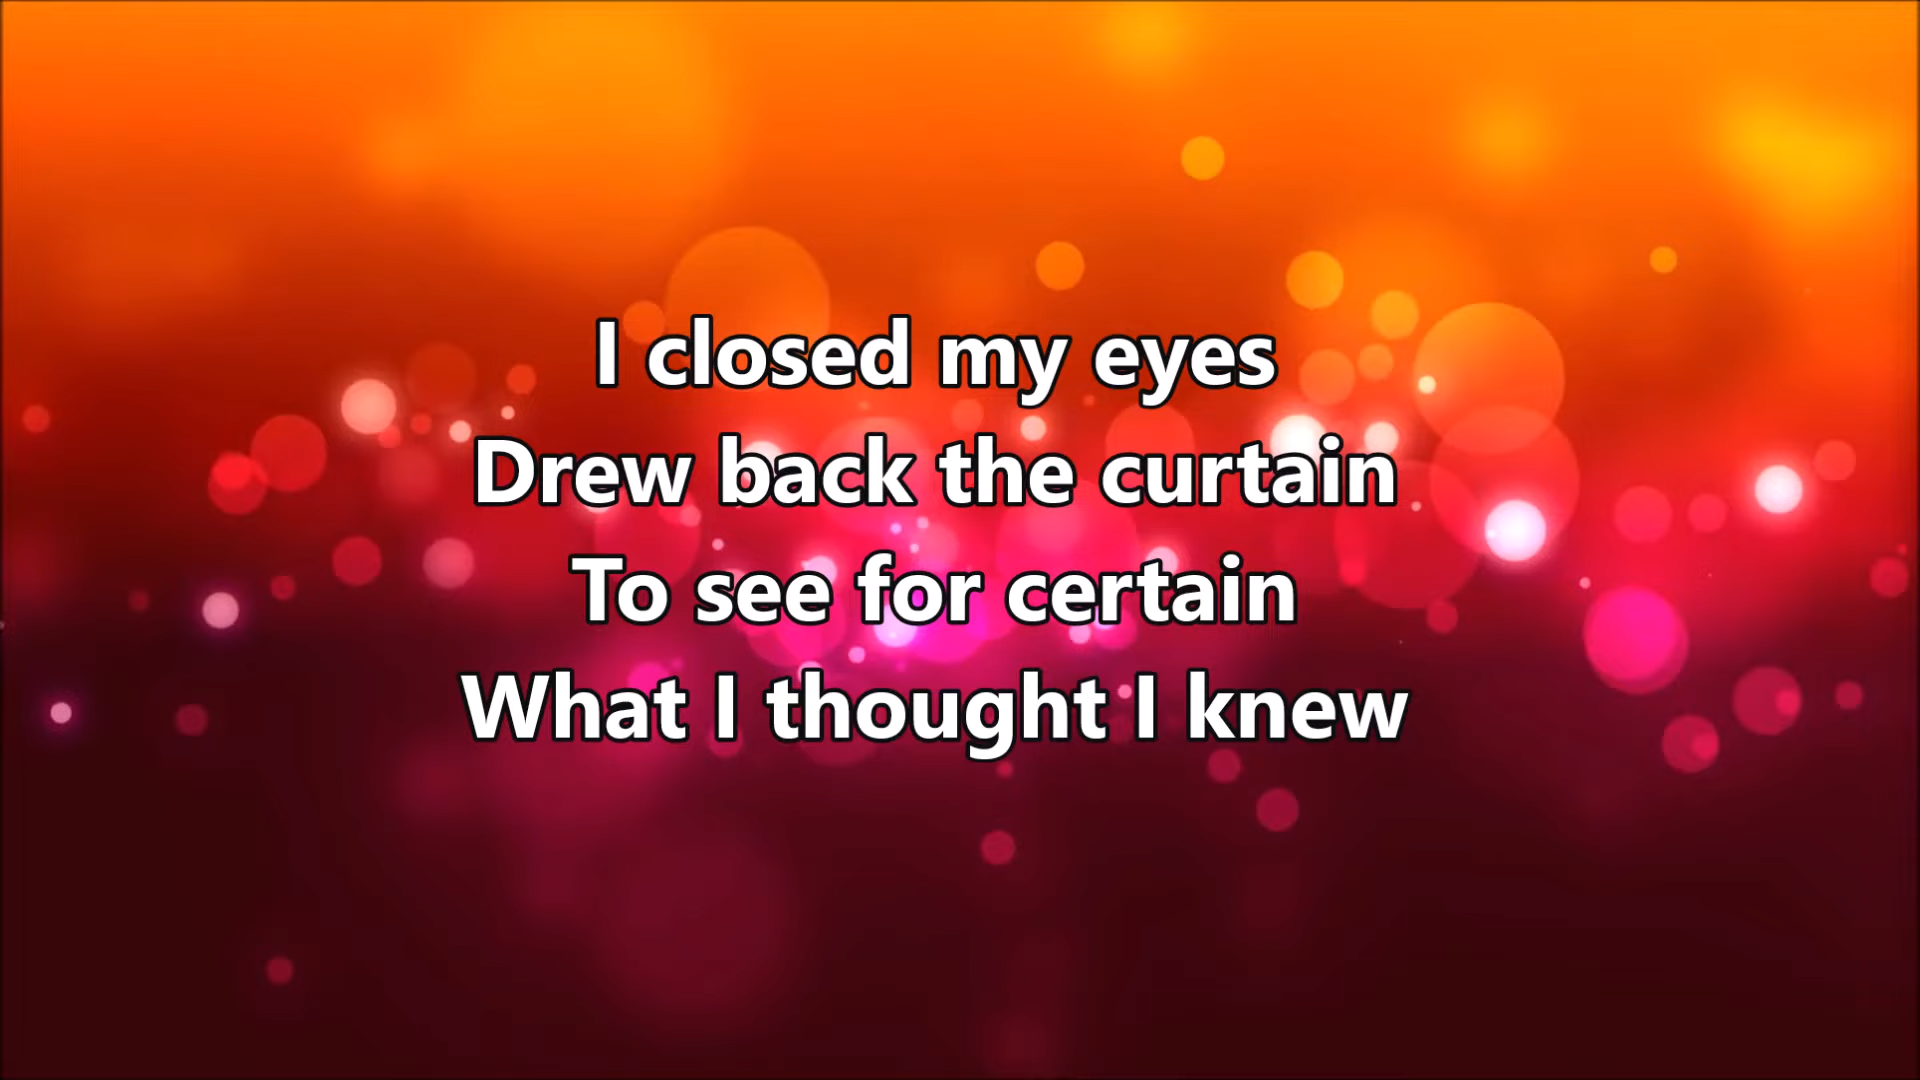 I closed my eyes
Drew back the curtain
To see for certain
What I thought I knew